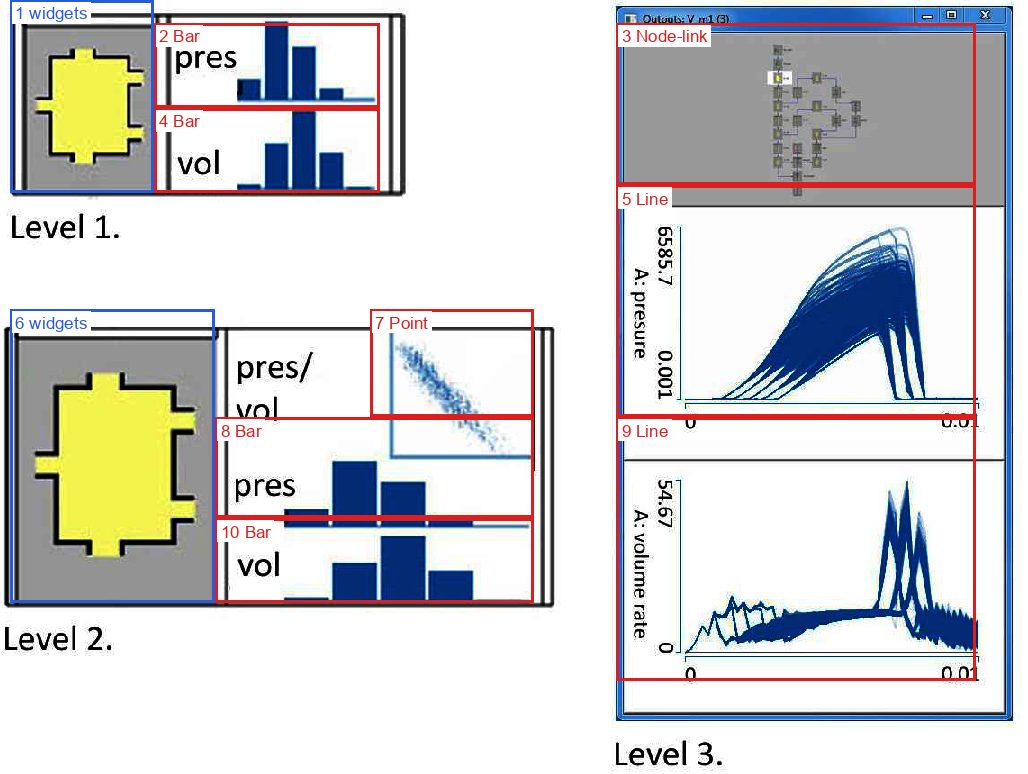 1 widgets
2 Bar
pres
4 Bar
vol
Level 1.
6 widgets
7 Point
pres/
vol
8 Bar
pres
10 Bar
vol
Level 2.
3 Node-link
5 Line
6585.7
A: presure
0.001
0
0.01
9 Line
54.67
A: volume rate
0
0
0.01
Level 3.